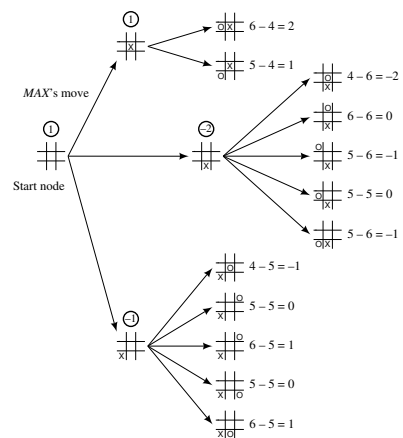 1
X
O X 6 – 4 = 2
X
O 5 – 4 = 1
MAX's move
1
Start node
–2
X
O
X 4 – 6 = –2
O
X 6 – 6 = 0
O
X 5 – 6 = –1
O
X 5 – 5 = 0
O X 5 – 6 = –1
–1
X
O
X 4 – 5 = –1
O
X 5 – 5 = 0
O
X 6 – 5 = 1
X O 5 – 5 = 0
X O 6 – 5 = 1